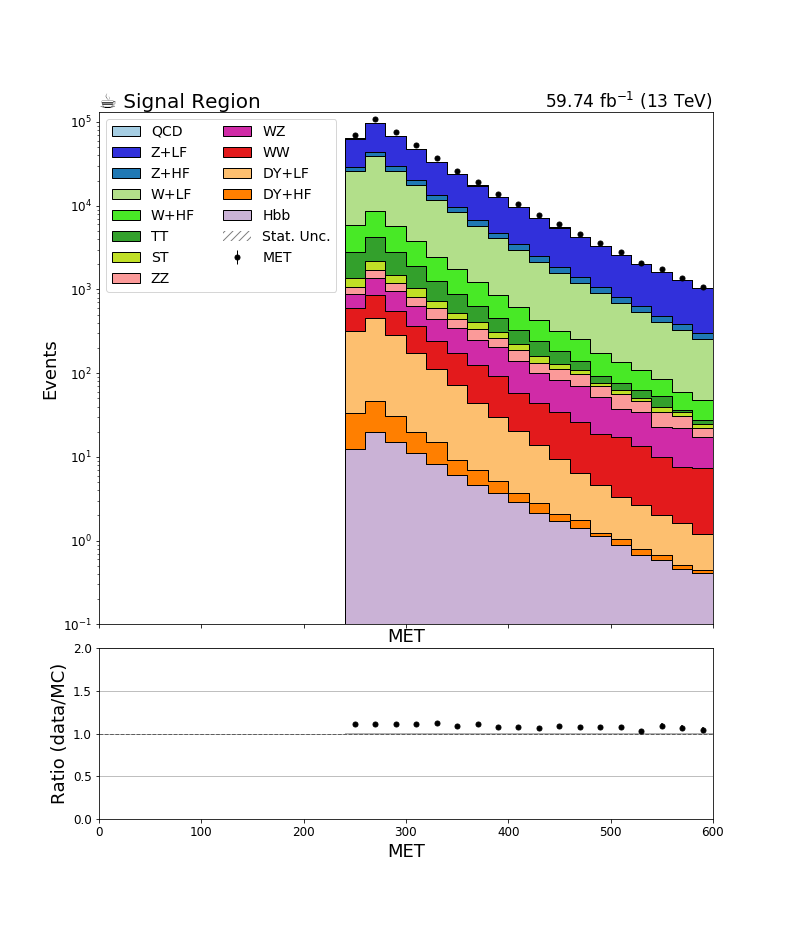 ☕ Signal Region 59.74 fb⁻¹ (13 TeV)
QCD WZ
Z+LF WW
Z+HF DY+LF
W+LF DY+HF
W+HF Hbb
TT Stat. Unc.
ST MET
ZZ
10⁵
10⁴
10³
10²
10¹
10⁰
10⁻¹
Events
MET
2.0
1.5
1.0
0.5
0.0
Ratio (data/MC)
0 100 200 300 400 500 600
MET